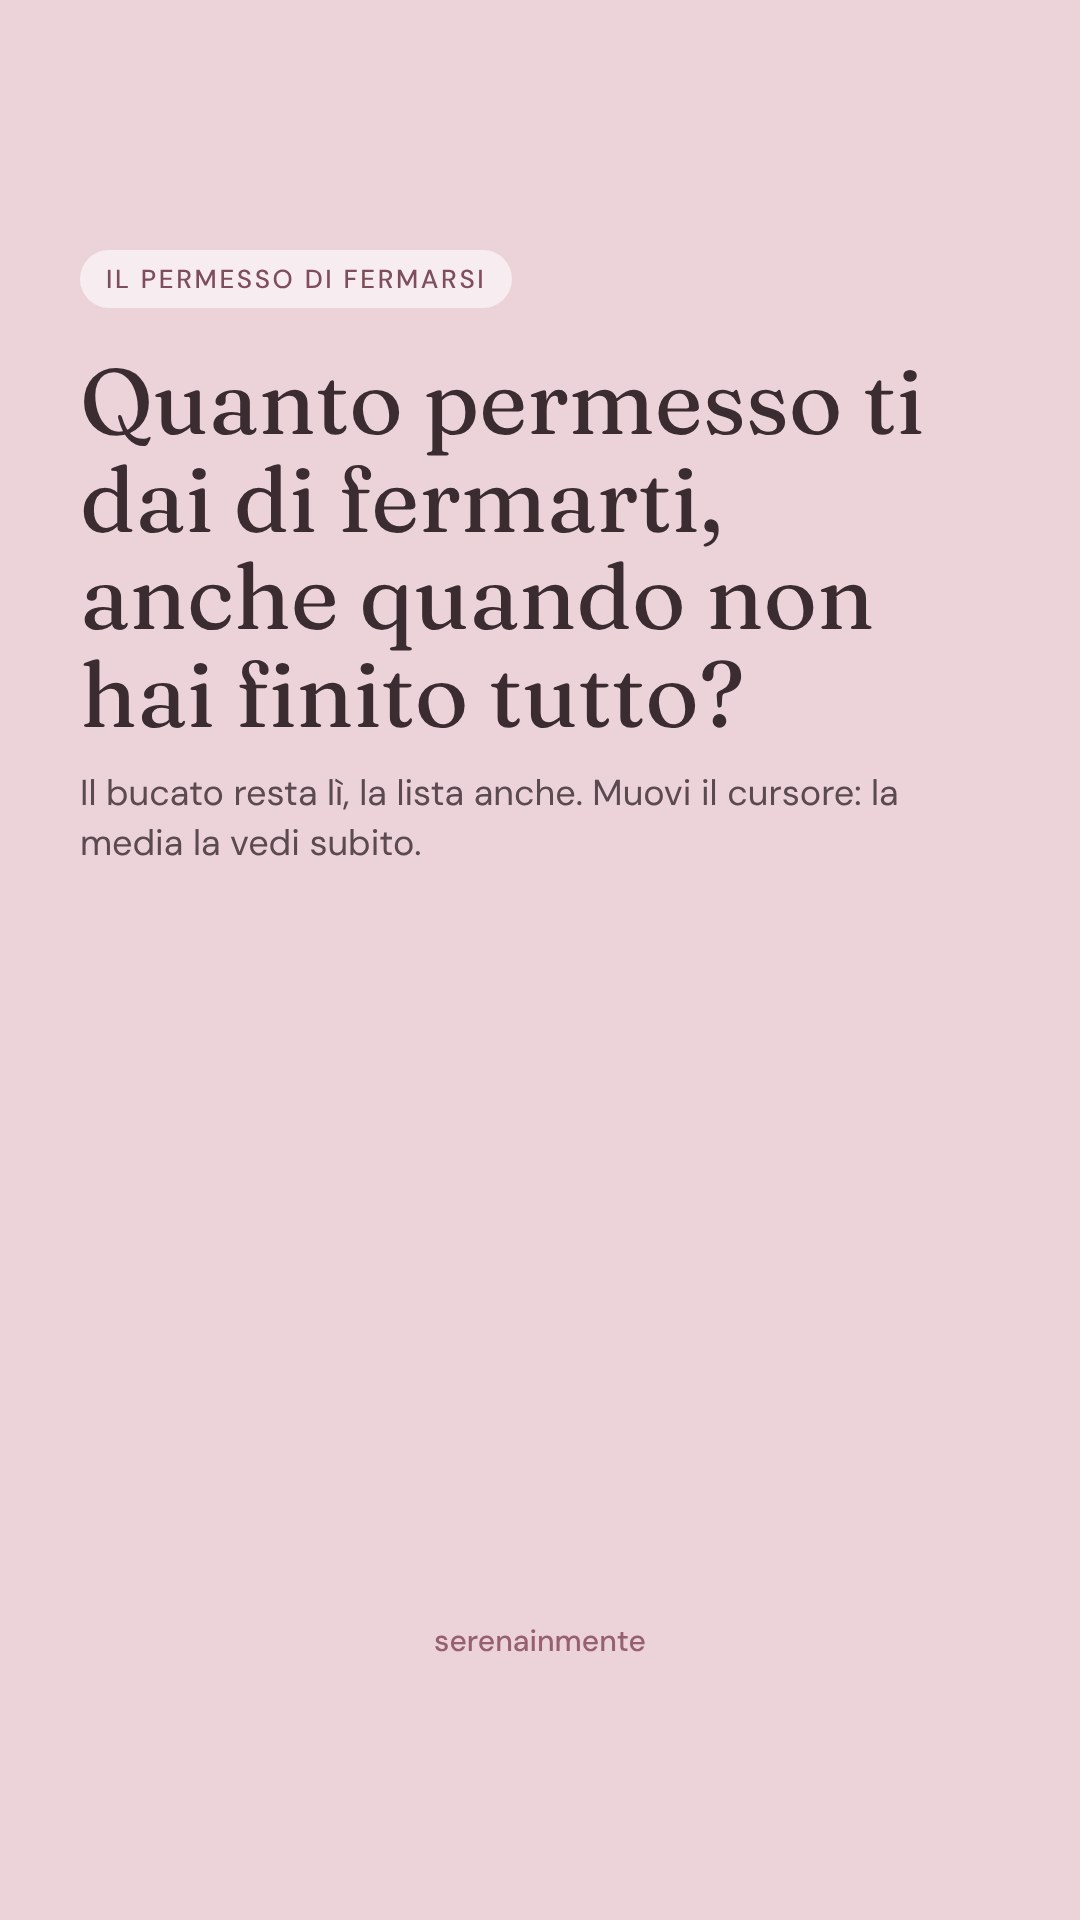 IL PERMESSO DI FERMARSI
Quanto permesso ti
dai di fermarti,
anche quando non
hai finito tutto?
Il bucato resta lì, la lista anche. Muovi il cursore: la
media la vedi subito.
serenainmente